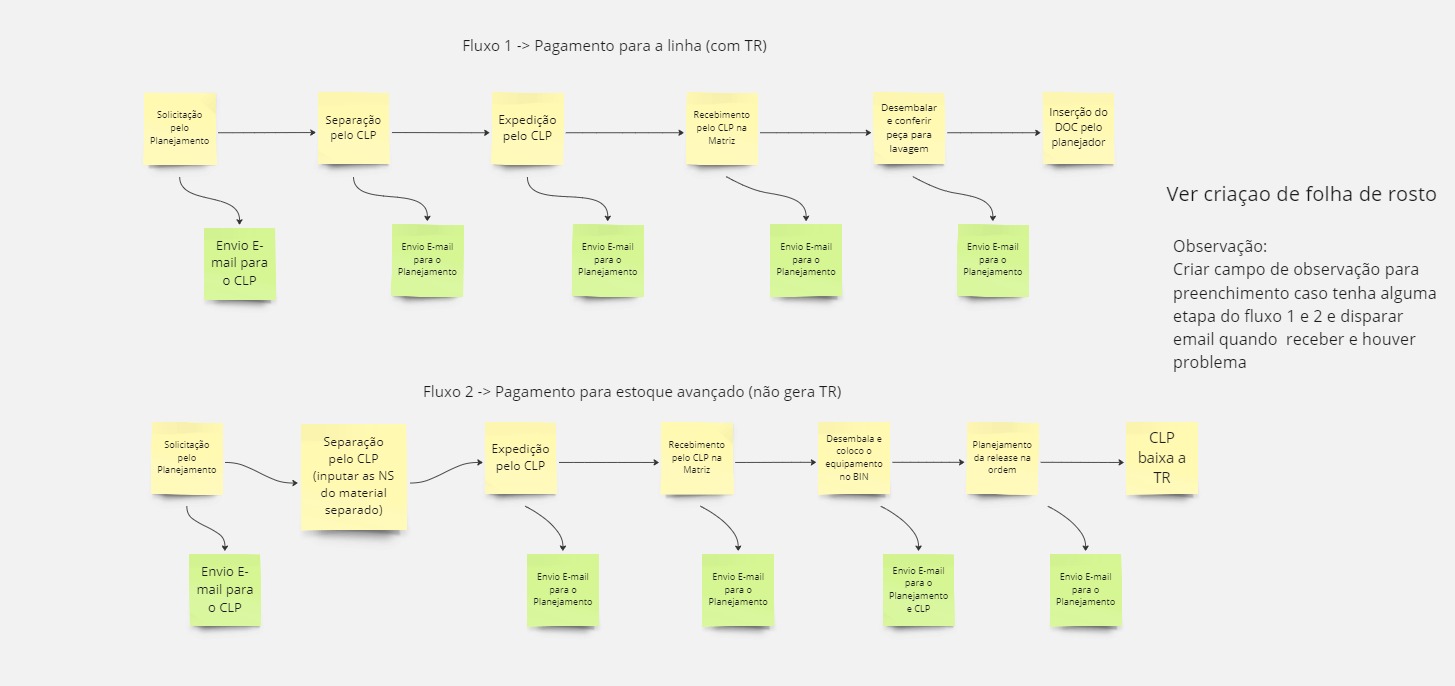 Fluxo 1 -> Pagamento para a linha (com TR)
Solicitação
pelo
Planejamento
Separação
pelo CLP
Expedição
pelo CLP
Recebimento
pelo CLP na
Matriz
Desembalar
e conferir
peça para
lavagem
Inserção do
DOC pelo
planejador
Envio E-
mail para
o CLP
Envio E-mail
para o
Planejamento
Envio E-mail
para o
Planejamento
Envio E-mail
para o
Planejamento
Envio E-mail
para o
Planejamento
Ver criaçao de folha de rosto
Observação:
Criar campo de observação para
preenchimento caso tenha alguma
etapa do fluxo 1 e 2 e disparar
email quando  receber e houver
problema
Fluxo 2 -> Pagamento para estoque avançado (não gera TR)
Solicitação
pelo
Planejamento
Separação
pelo CLP
(inputar as NS
do material
separado)
Expedição
pelo CLP
Recebimento
pelo CLP na
Matriz
Desembala e
coloco o
equipamento
no BIN
Planejamento
da release na
ordem
CLP
baixa a
TR
Envio E-
mail para
o CLP
Envio E-mail
para o
Planejamento
Envio E-mail
para o
Planejamento
Envio E-mail
para o
Planejamento
e CLP
Envio E-mail
para o
Planejamento